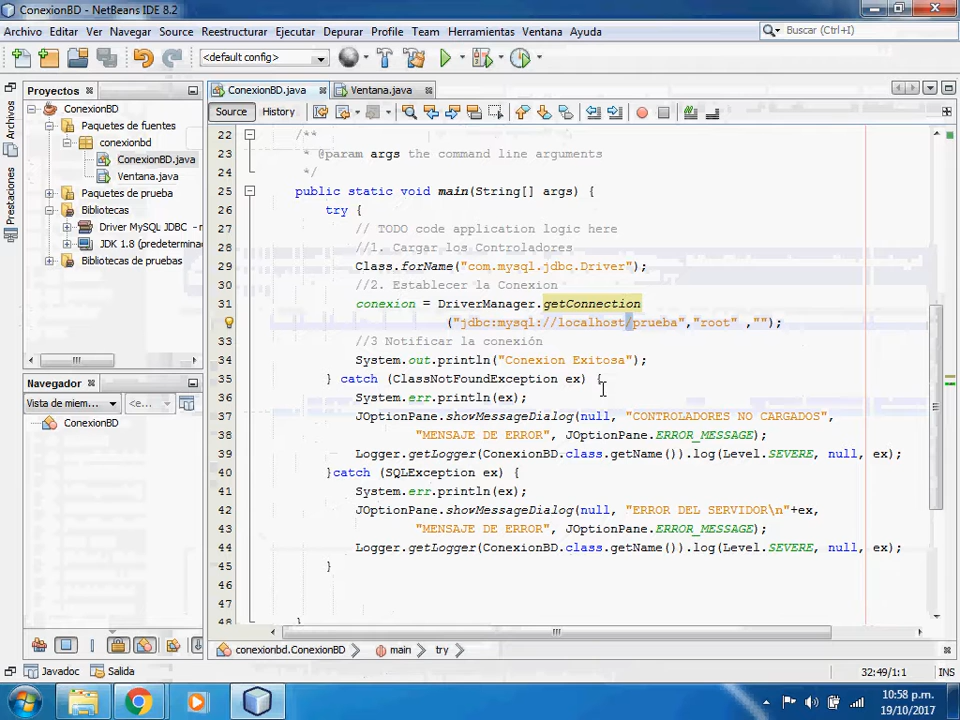 ConexionBD - NetBeans IDE 8.2
Archivo Editar Ver Navegar Source Reestructurar Ejecutar Depurar Profile Team Herramientas Ventana Ayuda
Buscar (Ctrl+I)
<default config>
Proyectos
ConexionBD.java
Ventana.java
Archivos
Prestaciones
ConexionBD
Paquetes de fuentes
conexionbd
ConexionBD.java
Ventana.java
Paquetes de prueba
Bibliotecas
Driver MySQL JDBC -
JDK 1.8 (predetermina
Bibliotecas de pruebas
Navegador
Vista de miem...
<e...
ConexionBD
Source History
22 /**
23 * @param args the command line arguments
24 */
25 public static void main(String[] args) {
26 try {
27 // TODO code application logic here
28 //1. Cargar los Controladores
29 Class.forName("com.mysql.jdbc.Driver");
30 //2. Establecer la Conexion
31 conexion = DriverManager.getConnection
("jdbc:mysql://localhost/prueba","root" ,"");
33 //3 Notificar la conexión
34 System.out.println("Conexion Exitosa");
35 } catch (ClassNotFoundException ex) {
36 System.err.println(ex);
37 JOptionPane.showMessageDialog(null, "CONTROLADORES NO CARGADOS",
38 "MENSAJE DE ERROR", JOptionPane.ERROR_MESSAGE);
39 Logger.getLogger(ConexionBD.class.getName()).log(Level.SEVERE, null, ex);
40 }catch (SQLException ex) {
41 System.err.println(ex);
42 JOptionPane.showMessageDialog(null, "ERROR DEL SERVIDOR\n"+ex,
43 "MENSAJE DE ERROR", JOptionPane.ERROR_MESSAGE);
44 Logger.getLogger(ConexionBD.class.getName()).log(Level.SEVERE, null, ex);
45 }
46
47
48 }
conexionbd.ConexionBD main try
Javadoc Salida
32:49/1:1 INS
10:58 p.m.
19/10/2017